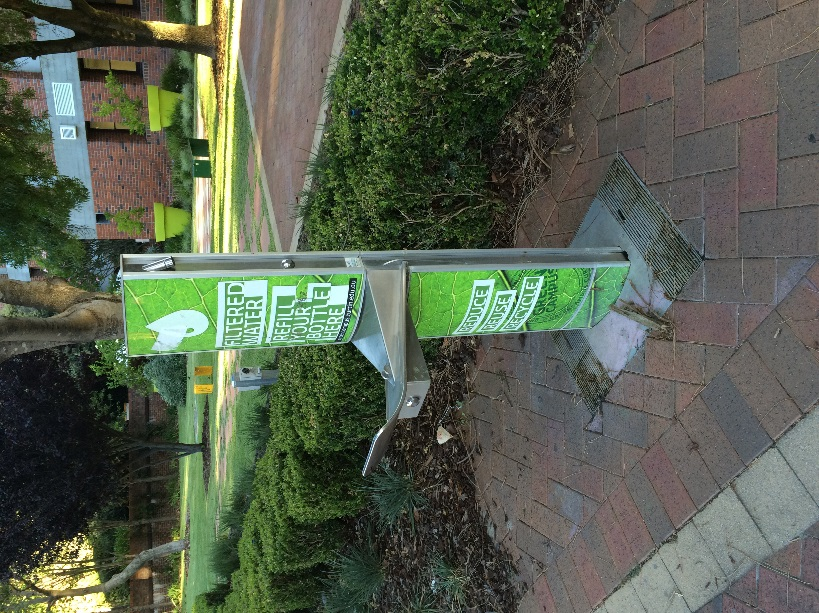 FILTERED
WATER!
REFILL
YOUR
BOTTLE
HERE
REDUCE
REUSE
RECYCLE!